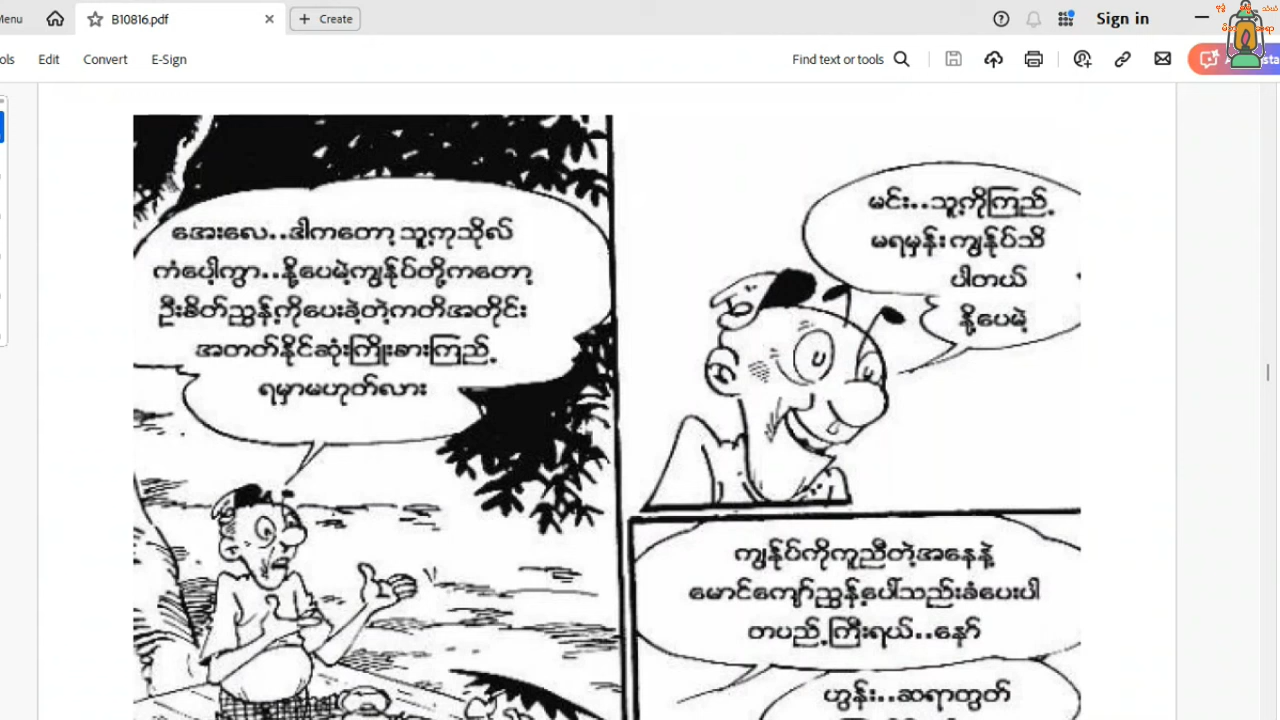 Menu
B10816.pdf
Create
Sign in
ols
Edit
Convert
E-Sign
Find text or tools
အေးလေ..ဒါကတော့ သူ့ကုသိုလ်
ကံပေါ့ကွာ..နို့ပေမဲ့ကျွန်ုပ်တို့ကတော့
ဦးခိတ်ညွန့်ကိုပေးခဲ့တဲ့ကတိအတိုင်း
အတတ်နိုင်ဆုံးကြိုးစားကြည့်
ရမှာမဟုတ်လား
မင်း..သူ့ကိုကြည့်
မရမှန်းကျွန်ုပ်သိ
ပါတယ်
နို့ပေမဲ့
ကျွန်ုပ်ကိုကူညီတဲ့အနေနဲ့
မောင်ကျော်ညွန့်ပေါ်သည်းခံပေးပါ
တပည့်ကြီးရယ်..နော်
ဟွန်း..ဆရာတွတ်